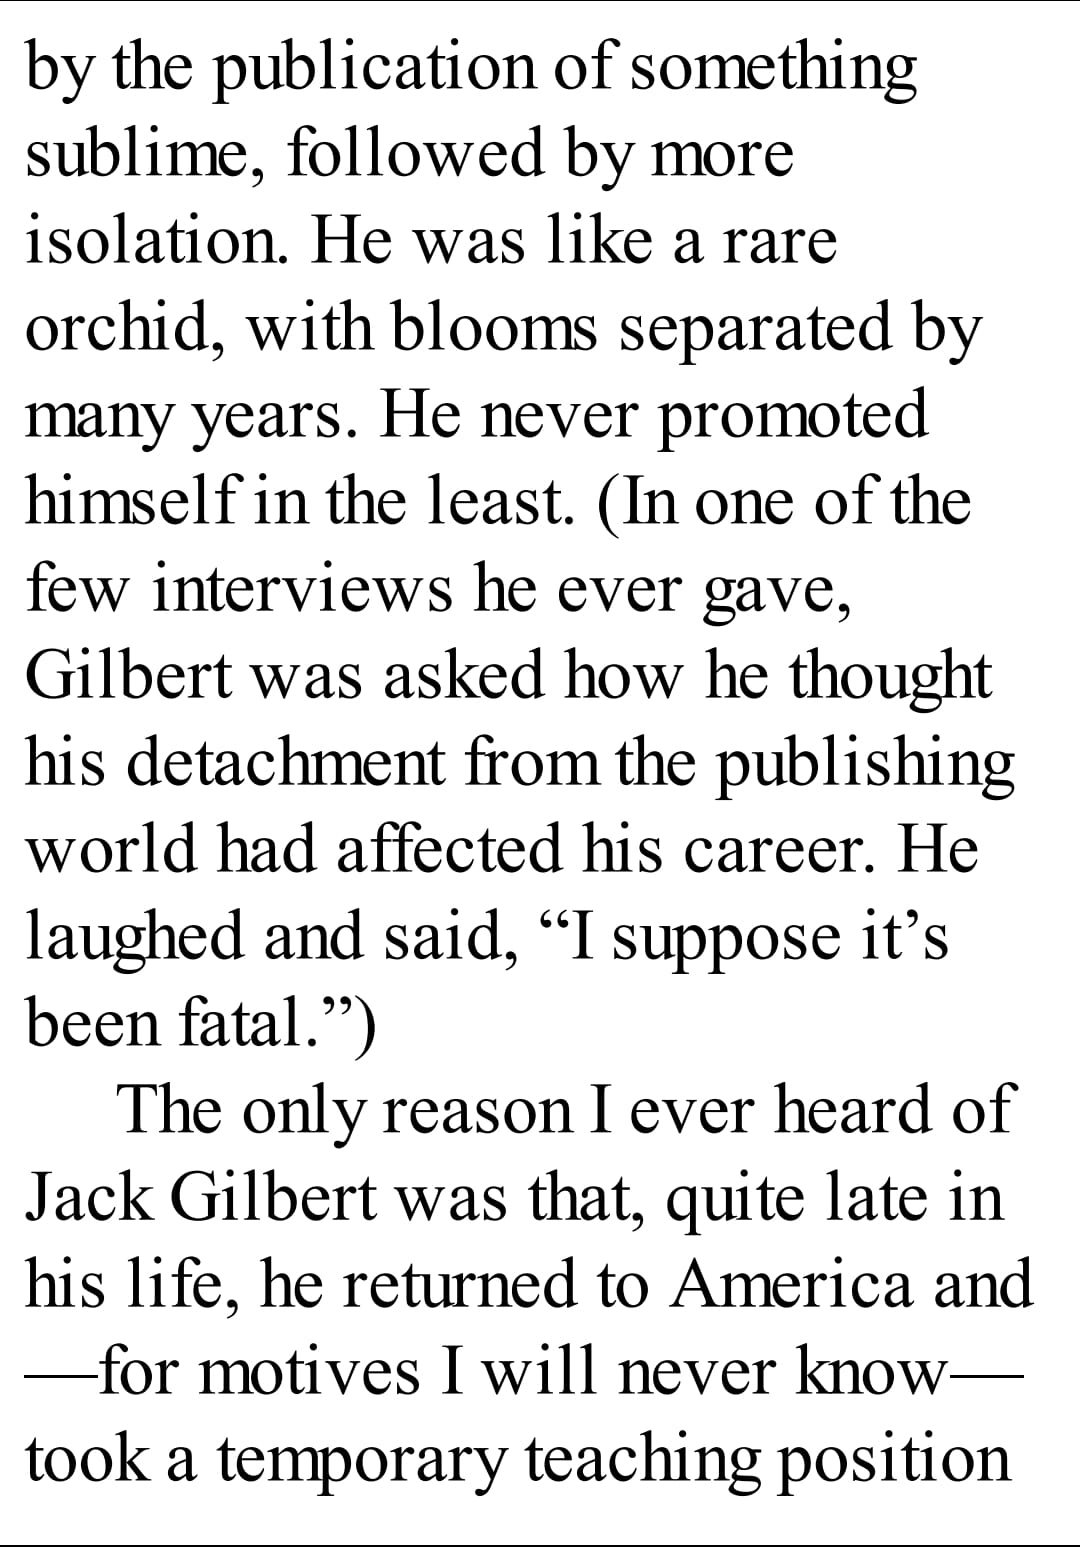 by the publication of something
sublime, followed by more
isolation. He was like a rare
orchid, with blooms separated by
many years. He never promoted
himself in the least. (In one of the
few interviews he ever gave,
Gilbert was asked how he thought
his detachment from the publishing
world had affected his career. He
laughed and said, “I suppose it’s
been fatal.”)
The only reason I ever heard of
Jack Gilbert was that, quite late in
his life, he returned to America and
—for motives I will never know—
took a temporary teaching position